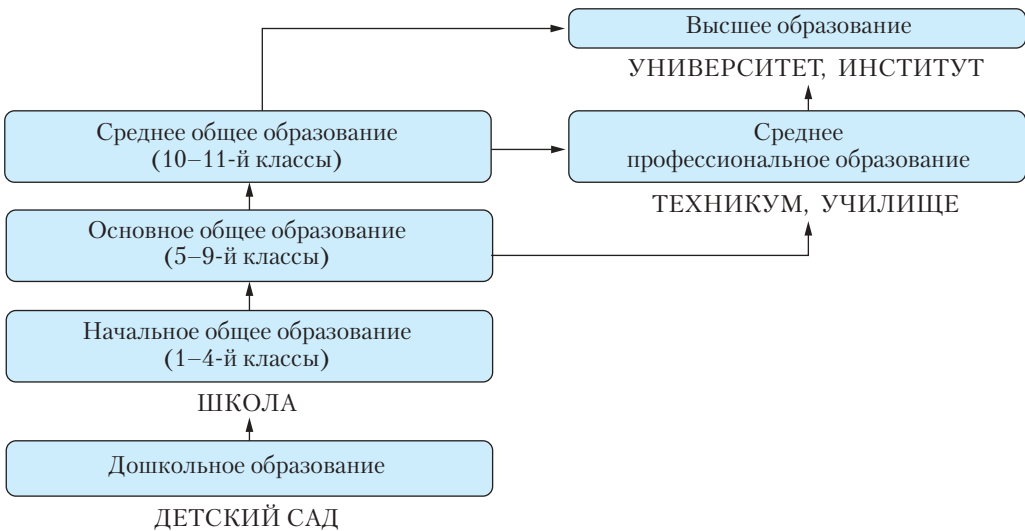 Высшее образование
УНИВЕРСИТЕТ, ИНСТИТУТ
Среднее общее образование
(10–11-й классы)
Среднее
профессиональное образование
ТЕХНИКУМ, УЧИЛИЩЕ
Основное общее образование
(5–9-й классы)
Начальное общее образование
(1–4-й классы)
ШКОЛА
Дошкольное образование
ДЕТСКИЙ САД